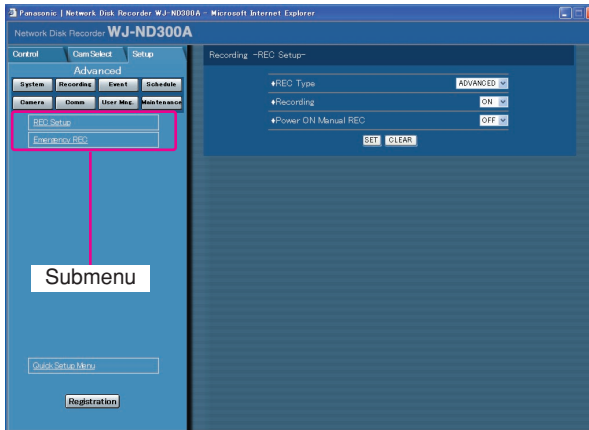 Panasonic | Network Disk Recorder WJ-ND300A - Microsoft Internet Explorer
Network Disk Recorder WJ-ND300A
Control Cam Select Setup
Advanced
System Recording Event Schedule
Camera Comm User Mng. Maintenance
REC Setup
Emergency REC
Submenu
Quick Setup Menu
Registration
Recording -REC Setup-
♦REC Type ADVANCED
♦Recording ON
♦Power ON Manual REC OFF
SET CLEAR